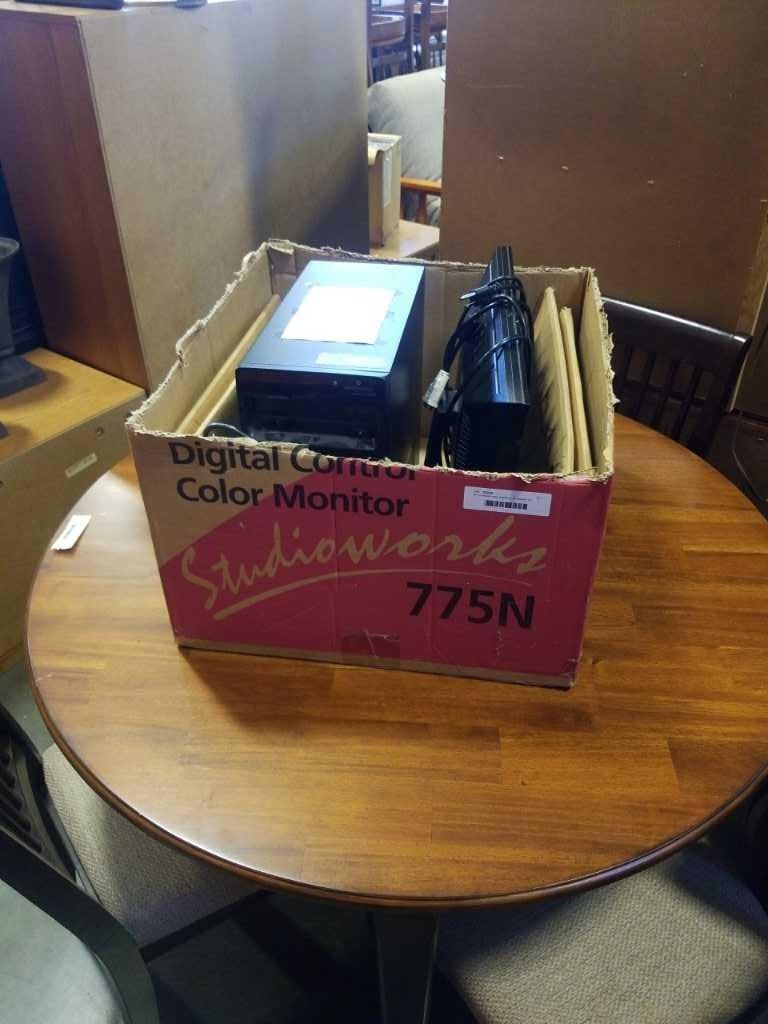 Digital Control
Color Monitor
Studioworks
775N